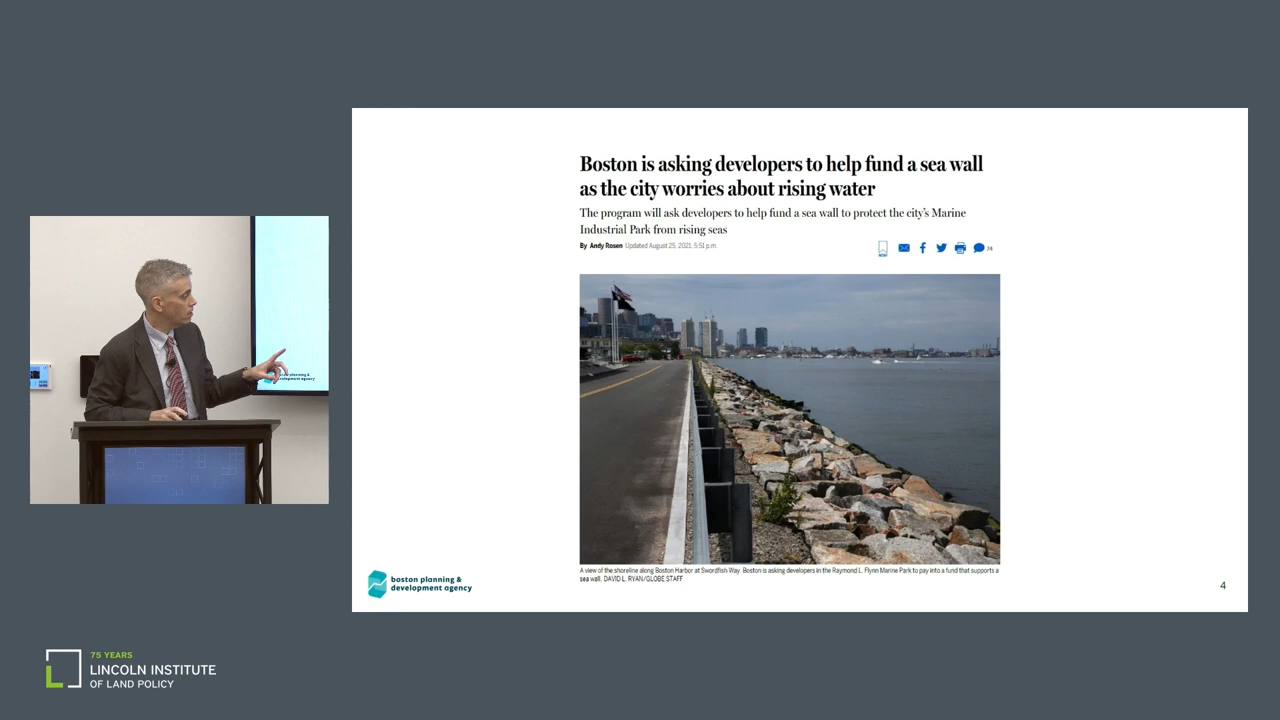 Boston is asking developers to help fund a sea wall
as the city worries about rising water
The program will ask developers to help fund a sea wall to protect the city's Marine
Industrial Park from rising seas
By Andy Rosen Updated August 25, 2021, 5:51 p.m.
74
A view of the shoreline along Boston Harbor at Swordfish Way. Boston is asking developers in the Raymond L. Flynn Marine Park to pay into a fund that supports a
sea wall. DAVID L. RYAN/GLOBE STAFF
boston planning &
development agency
4
planning &
development agency
75 YEARS
LINCOLN INSTITUTE
OF LAND POLICY